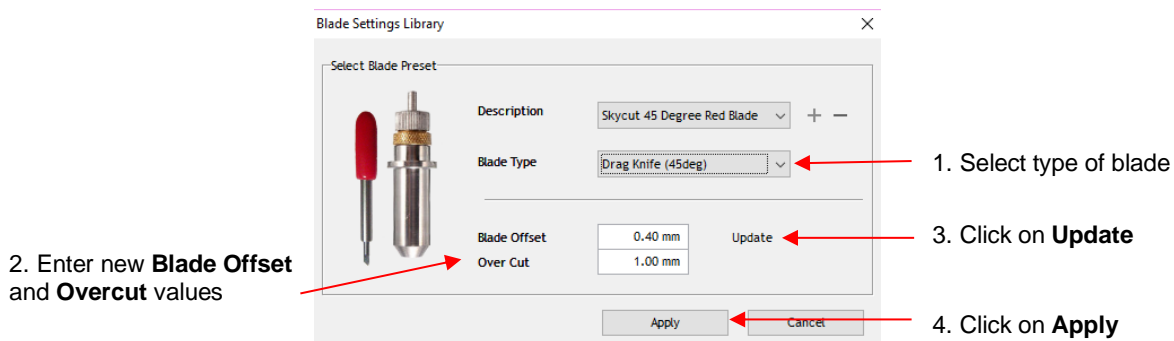 Blade Settings Library
Select Blade Preset
Description
Skycut 45 Degree Red Blade
+ −
Blade Type
Drag Knife (45deg)
1. Select type of blade
Blade Offset
0.40 mm
Update
3. Click on Update
Over Cut
1.00 mm
2. Enter new Blade Offset
and Overcut values
Apply
Cancel
4. Click on Apply